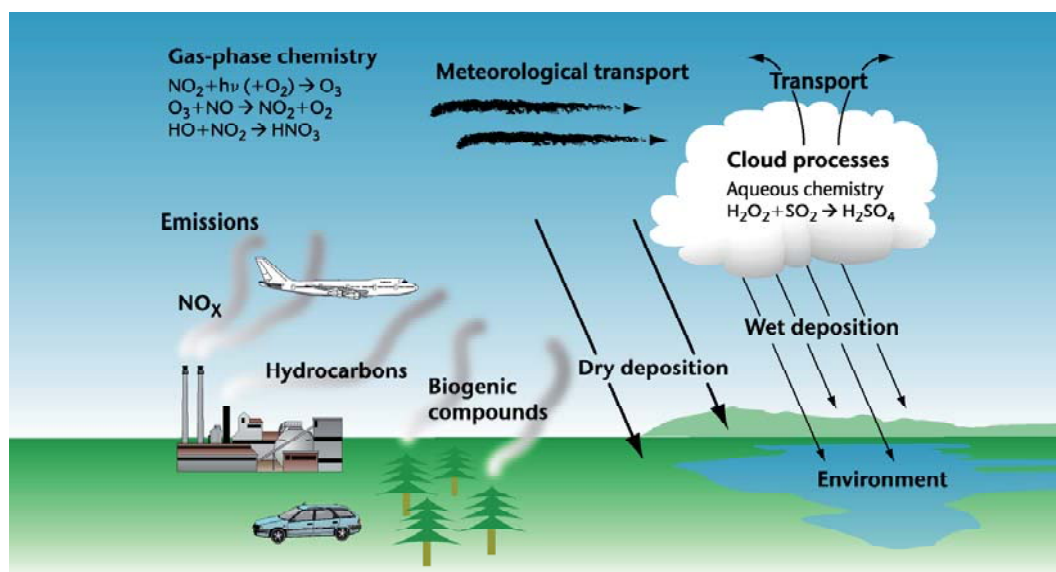 Gas-phase chemistry
NO₂+hν (+O₂) → O₃
O₃+NO → NO₂+O₂
HO+NO₂ → HNO₃
Meteorological transport
Transport
Cloud processes
Aqueous chemistry
H₂O₂+SO₂ → H₂SO₄
Emissions
NOₓ
Hydrocarbons
Biogenic
compounds
Dry deposition
Wet deposition
Environment